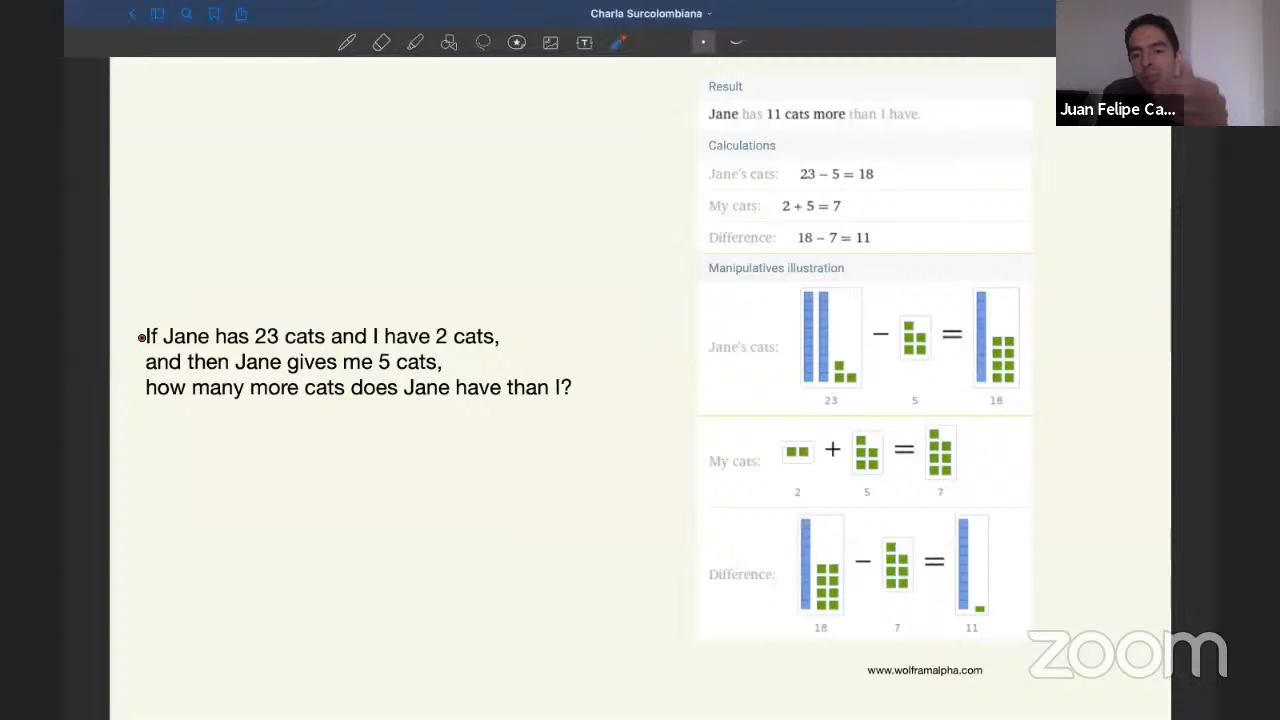 Charla Surcolombiana
Juan Felipe Ca...
If Jane has 23 cats and I have 2 cats,
and then Jane gives me 5 cats,
how many more cats does Jane have than I?
Result
Jane has 11 cats more than I have.
Calculations
Jane's cats: 23 − 5 = 18
My cats: 2 + 5 = 7
Difference: 18 − 7 = 11
Manipulatives illustration
Jane's cats: − =
23 5 18
My cats: + =
2 5 7
Difference: − =
18 7 11
www.wolframalpha.com
zoom